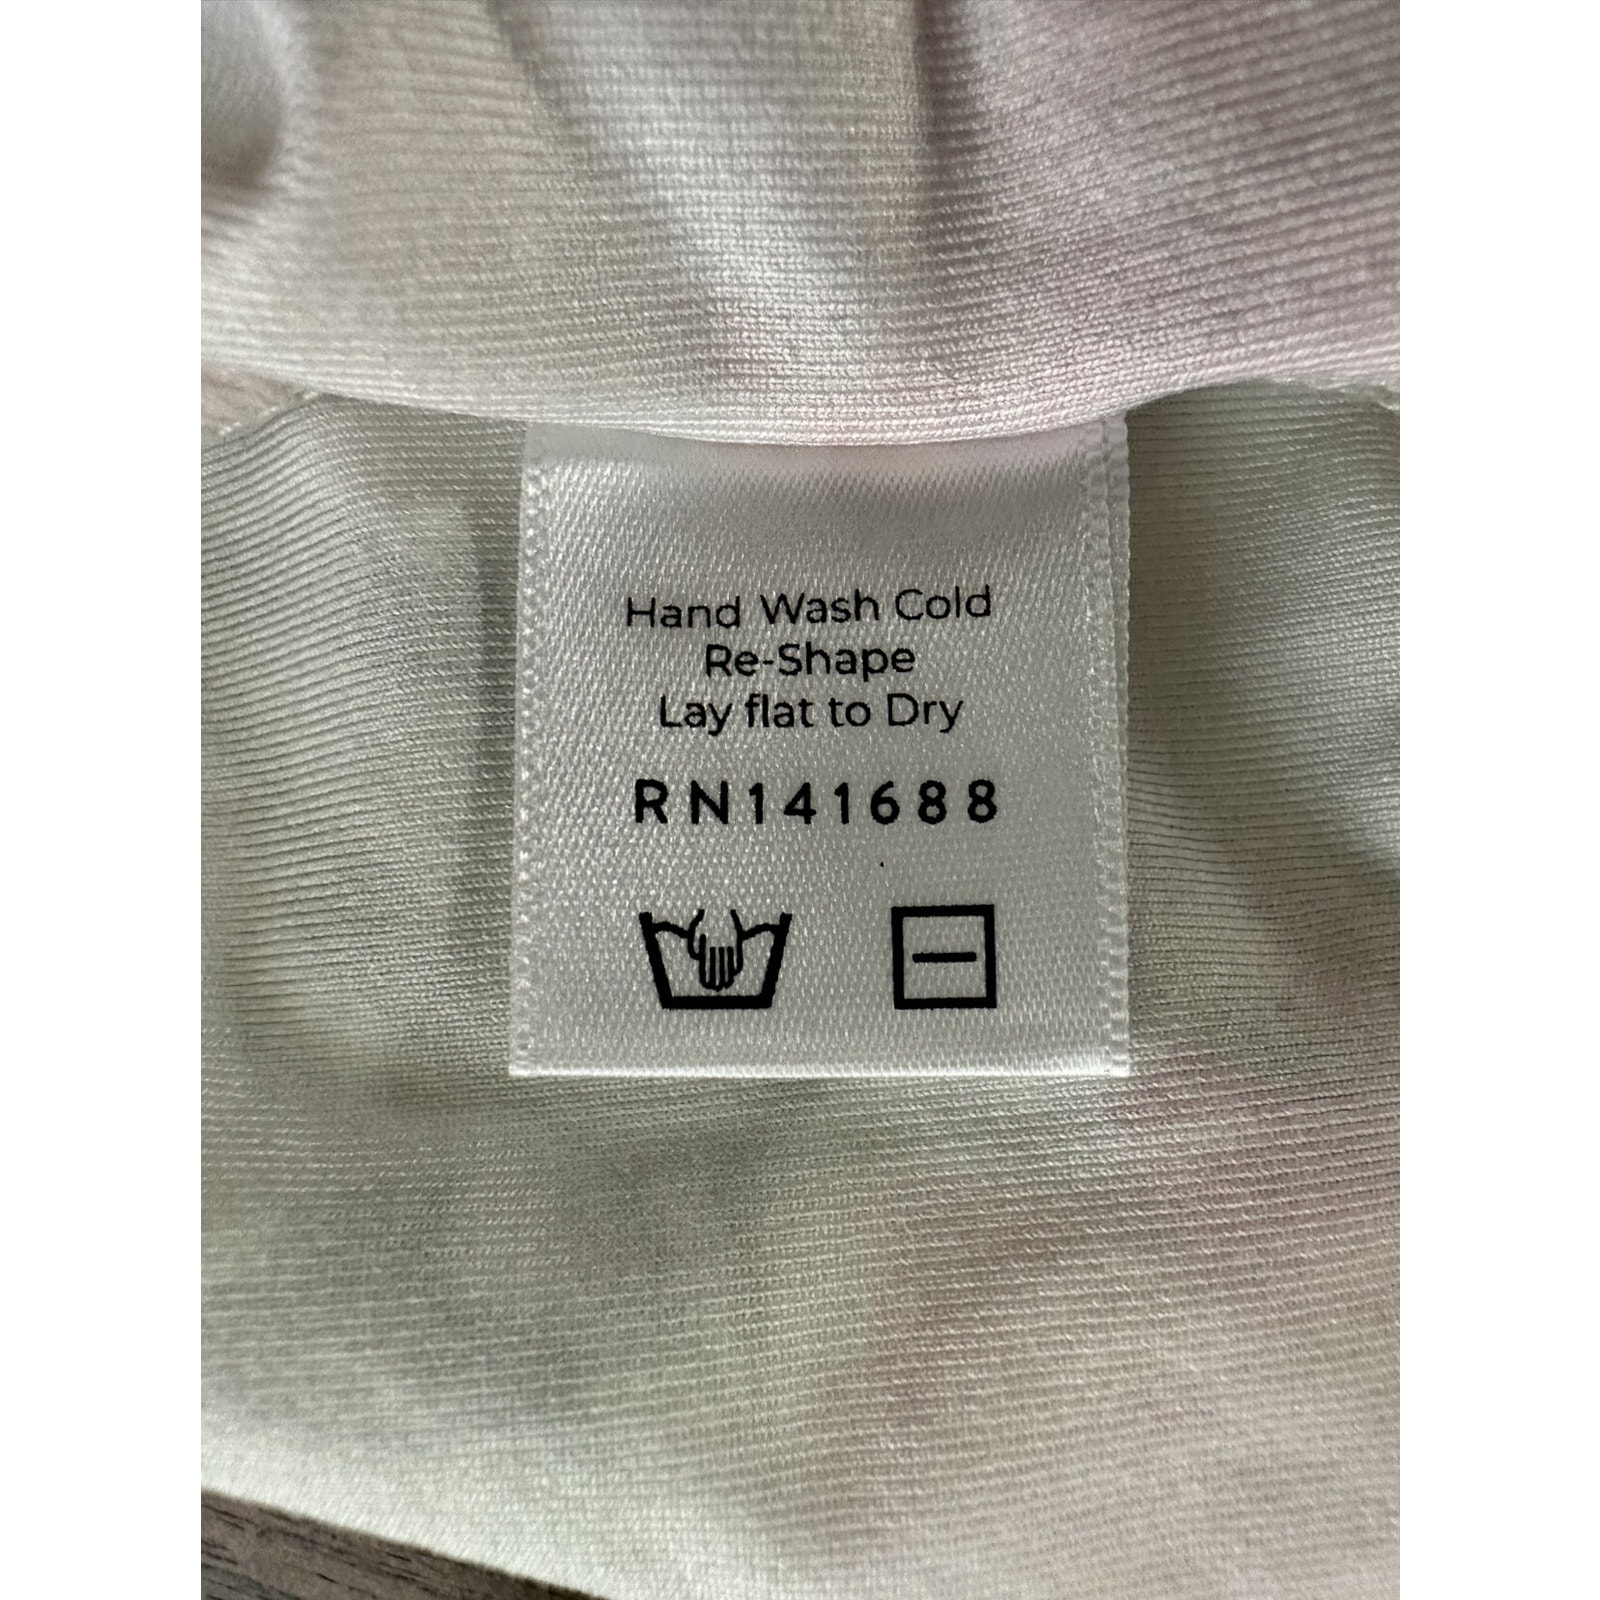 Hand Wash Cold
Re-Shape
Lay flat to Dry
RN141688